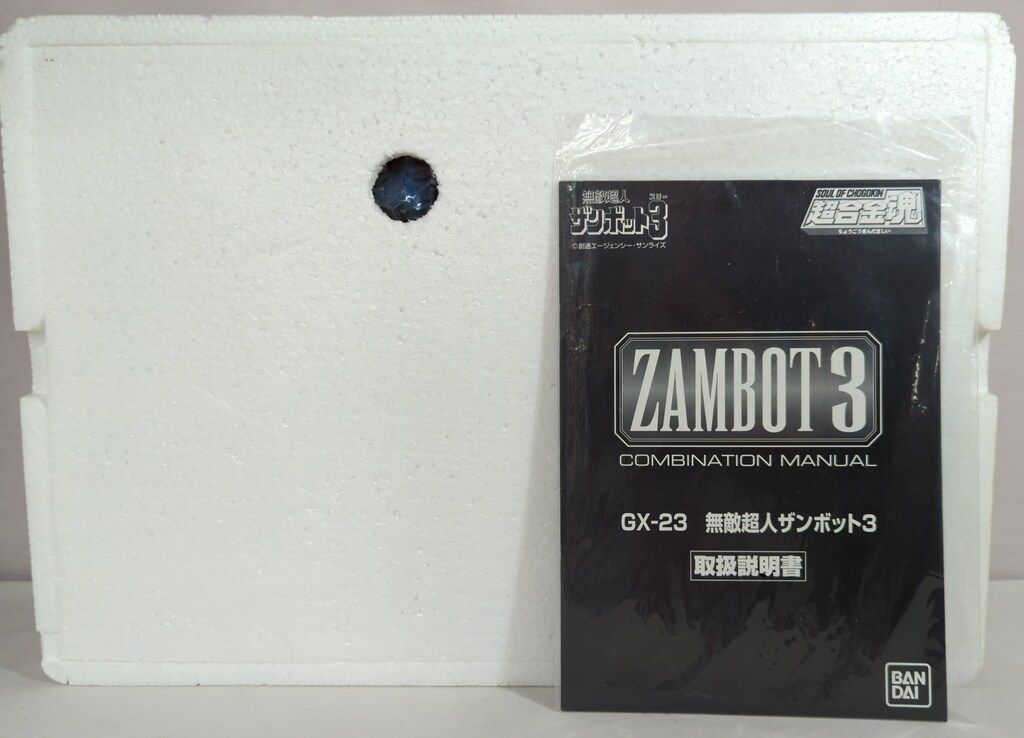 無敵超人
ザンボット3
スリー
©創通エージェンシー・サンライズ
SOUL OF CHOGOKIN
超合金魂
ちょうごうきんだましい
ZAMBOT 3
COMBINATION MANUAL
GX-23 無敵超人ザンボット3
取扱説明書
BAN
DAI